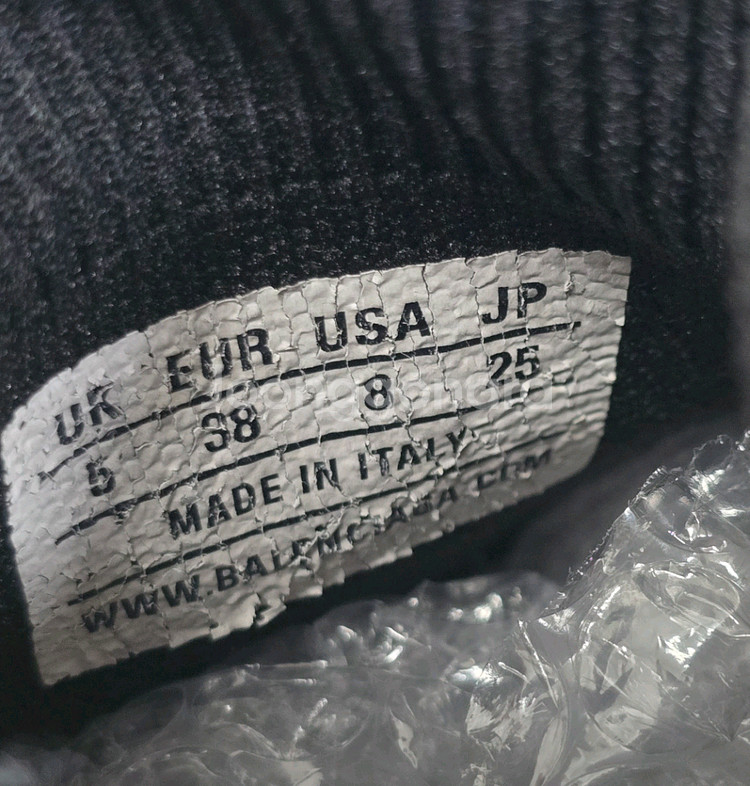 UK EUR USA JP
5 38 8 25
MADE IN ITALY
WWW.BALENCIAGA.COM